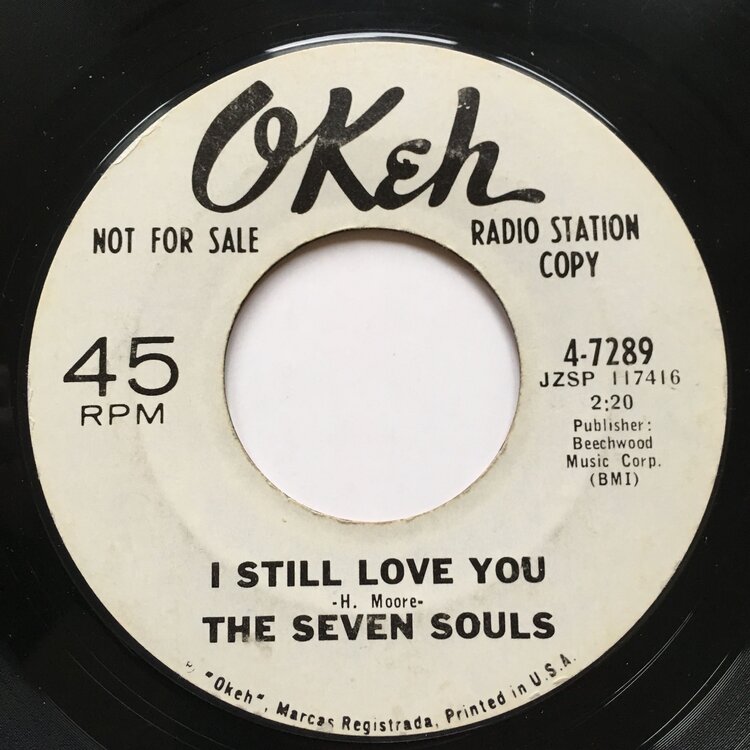 OKeh
NOT FOR SALE
RADIO STATION
COPY
45
RPM
4-7289
JZSP 117416
2:20
Publisher:
Beechwood
Music Corp.
(BMI)
I STILL LOVE YOU
-H. Moore-
THE SEVEN SOULS
"Okeh", Marcas Registrada, Printed in U.S.A.